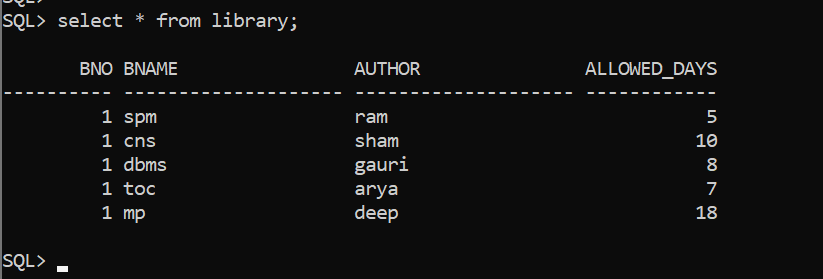 SQL>
SQL> select * from library;
       BNO BNAME                AUTHOR               ALLOWED_DAYS
---------- -------------------- -------------------- ------------
         1 spm                  ram                             5
         1 cns                  sham                           10
         1 dbms                 gauri                           8
         1 toc                  arya                            7
         1 mp                   deep                           18
SQL>